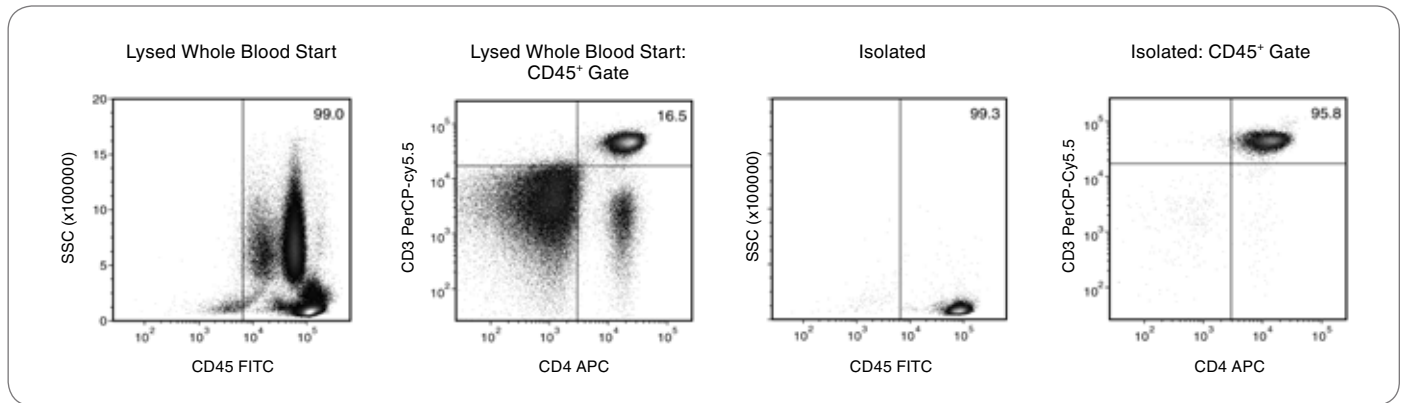 Lysed Whole Blood Start
99.0
20
15
10
5
0
SSC (x100000)
10²
10³
10⁴
10⁵
CD45 FITC
Lysed Whole Blood Start:
CD45⁺ Gate
16.5
10⁵
10⁴
10³
10²
CD3 PerCP-cy5.5
10²
10³
10⁴
10⁵
CD4 APC
Isolated
99.3
SSC (x100000)
10²
10³
10⁴
10⁵
CD45 FITC
Isolated: CD45⁺ Gate
95.8
10⁵
10⁴
10³
10²
CD3 PerCP-Cy5.5
10²
10³
10⁴
10⁵
CD4 APC